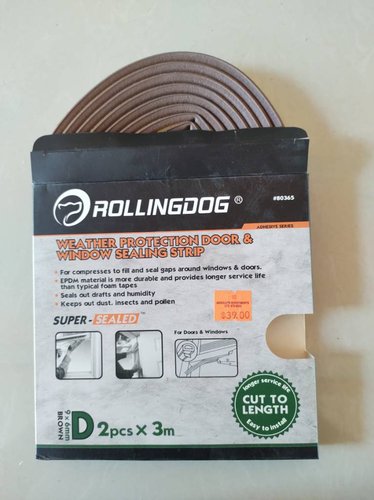 ROLLINGDOG®
#80365
ADHESIVE SERIES
WEATHER PROTECTION DOOR &
WINDOW SEALING STRIP
• For compresses to fill and seal gaps around windows & doors.
• EPDM material is more durable and provides longer service life
than typical foam tapes
• Seals out drafts and humidity
• Keeps out dust. insects and pollen
$39.00
SUPER-SEALED™
For Doors & Windows
longer service life
CUT TO
LENGTH
Easy to install
BROWN
9×6mm
D 2pcs × 3m